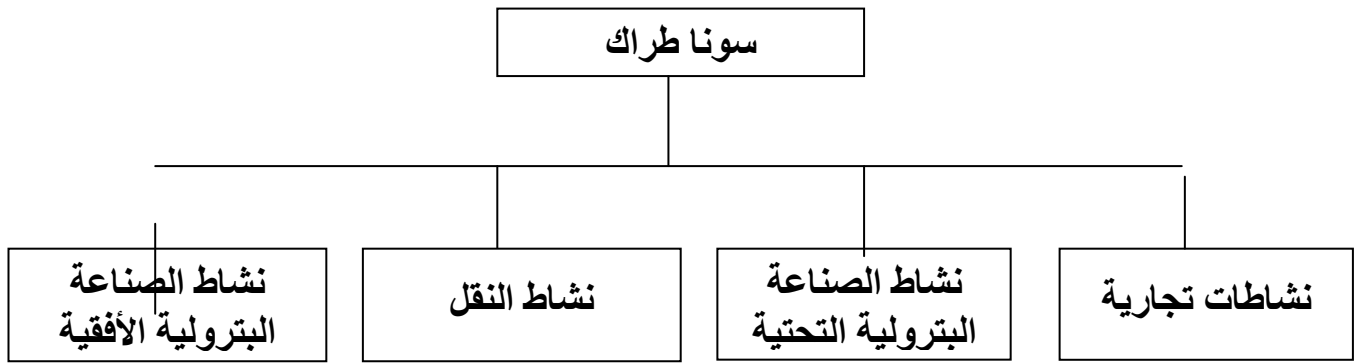 سونا طراك
نشاطات تجارية
نشاط الصناعة
البترولية التحتية
نشاط النقل
نشاط الصناعة
البترولية الأفقية